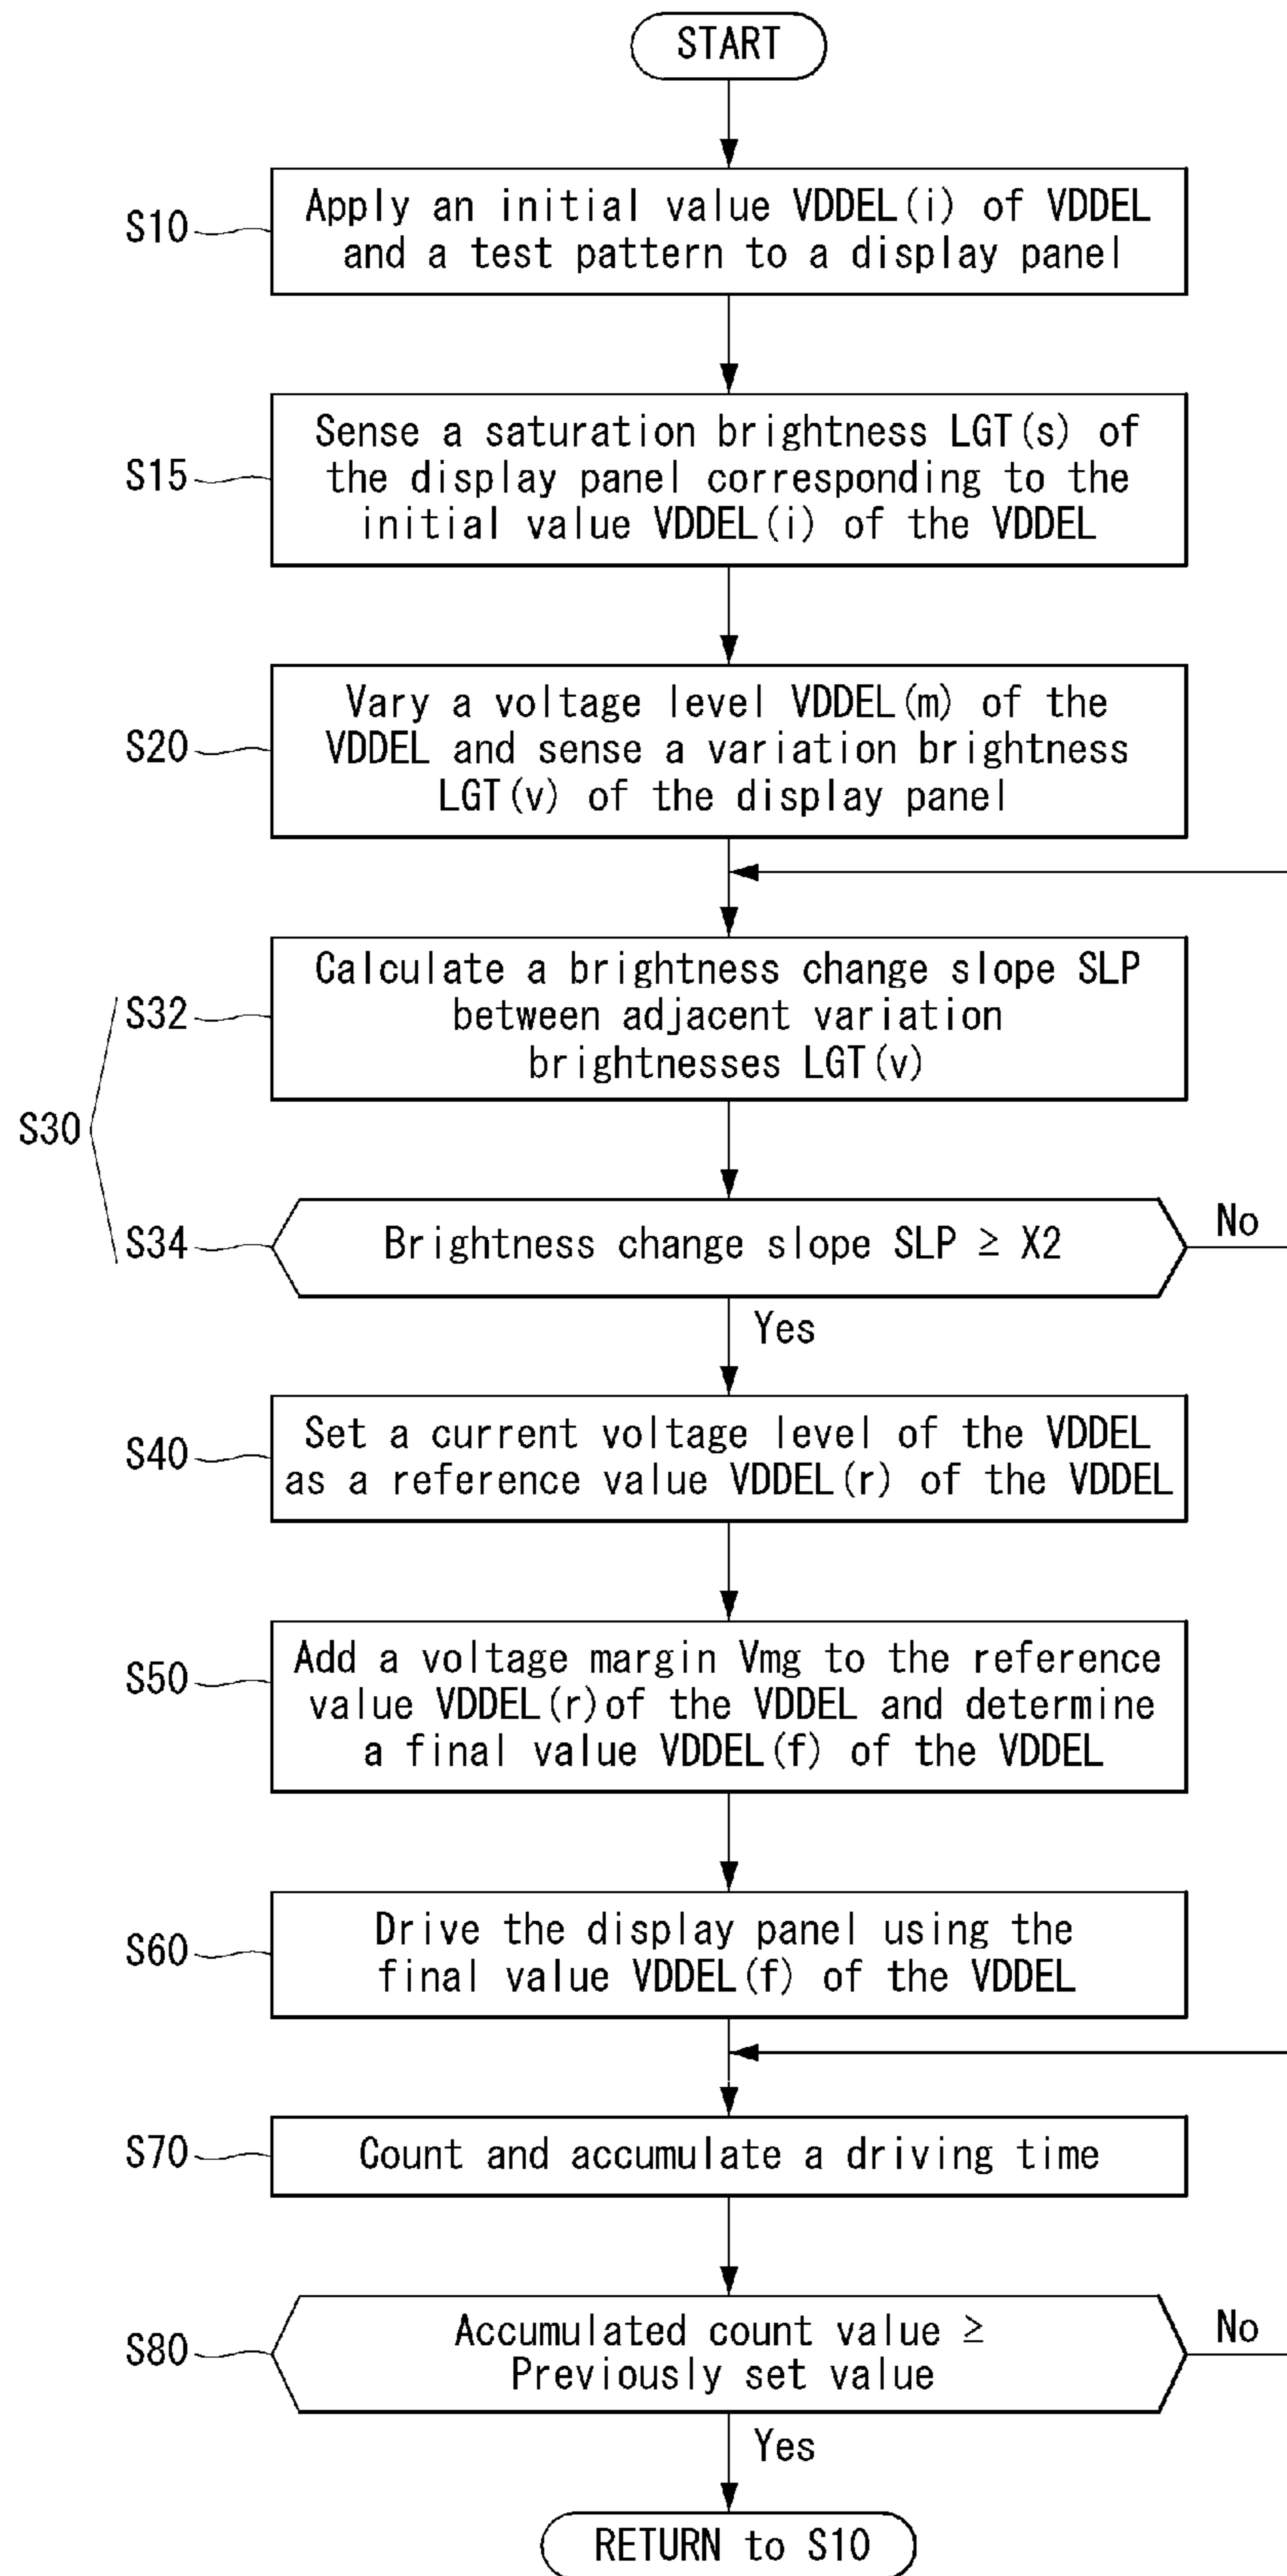 START
S10
Apply an initial value VDDEL(i) of VDDEL
and a test pattern to a display panel
S15
Sense a saturation brightness LGT(s) of
the display panel corresponding to the
initial value VDDEL(i) of the VDDEL
S20
Vary a voltage level VDDEL(m) of the
VDDEL and sense a variation brightness
LGT(v) of the display panel
S30
S32
Calculate a brightness change slope SLP
between adjacent variation
brightnesses LGT(v)
S34
Brightness change slope SLP ≥ X2
No
Yes
S40
Set a current voltage level of the VDDEL
as a reference value VDDEL(r) of the VDDEL
S50
Add a voltage margin Vmg to the reference
value VDDEL(r)of the VDDEL and determine
a final value VDDEL(f) of the VDDEL
S60
Drive the display panel using the
final value VDDEL(f) of the VDDEL
S70
Count and accumulate a driving time
S80
Accumulated count value ≥
Previously set value
No
Yes
RETURN to S10